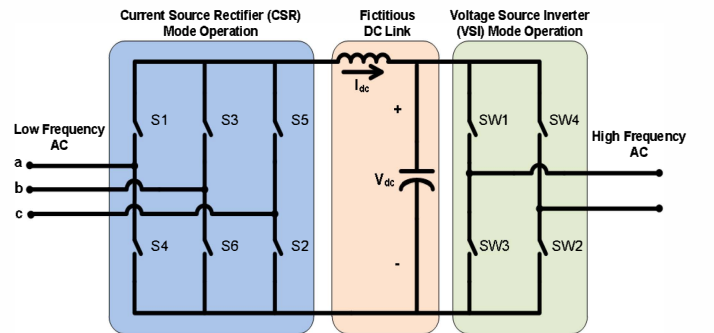 Current Source Rectifier (CSR)
Mode Operation
Fictitious
DC Link
Voltage Source Inverter
(VSI) Mode Operation
Idc
S1
S3
S5
+
SW1
SW4
Low Frequency
AC
High Frequency
AC
a
b
c
Vdc
S4
S6
S2
-
SW3
SW2